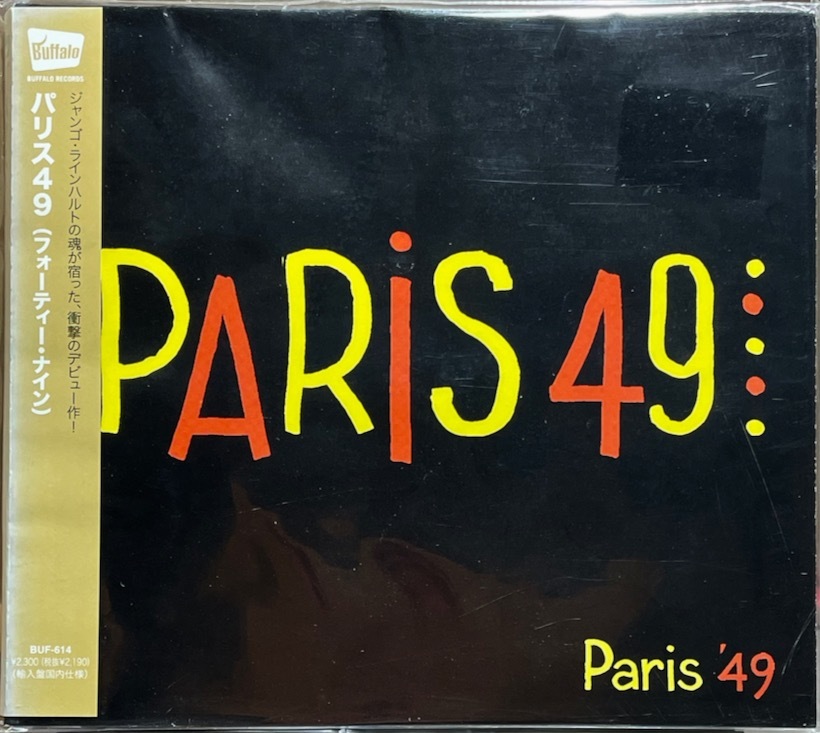 Buffalo
BUFFALO RECORDS
ジャンゴ・ラインハルトの魂が宿った、衝撃のデビュー作！
パリス49（フォーティー・ナイン）
BUF-614
¥2,300（税抜¥2,190）
（輸入盤国内仕様）
PARiS 49
Paris '49